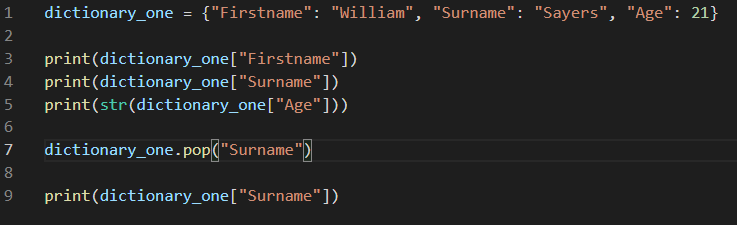 1 dictionary_one = {"Firstname": "William", "Surname": "Sayers", "Age": 21}
2
3 print(dictionary_one["Firstname"])
4 print(dictionary_one["Surname"])
5 print(str(dictionary_one["Age"]))
6
7 dictionary_one.pop("Surname")
8
9 print(dictionary_one["Surname"])